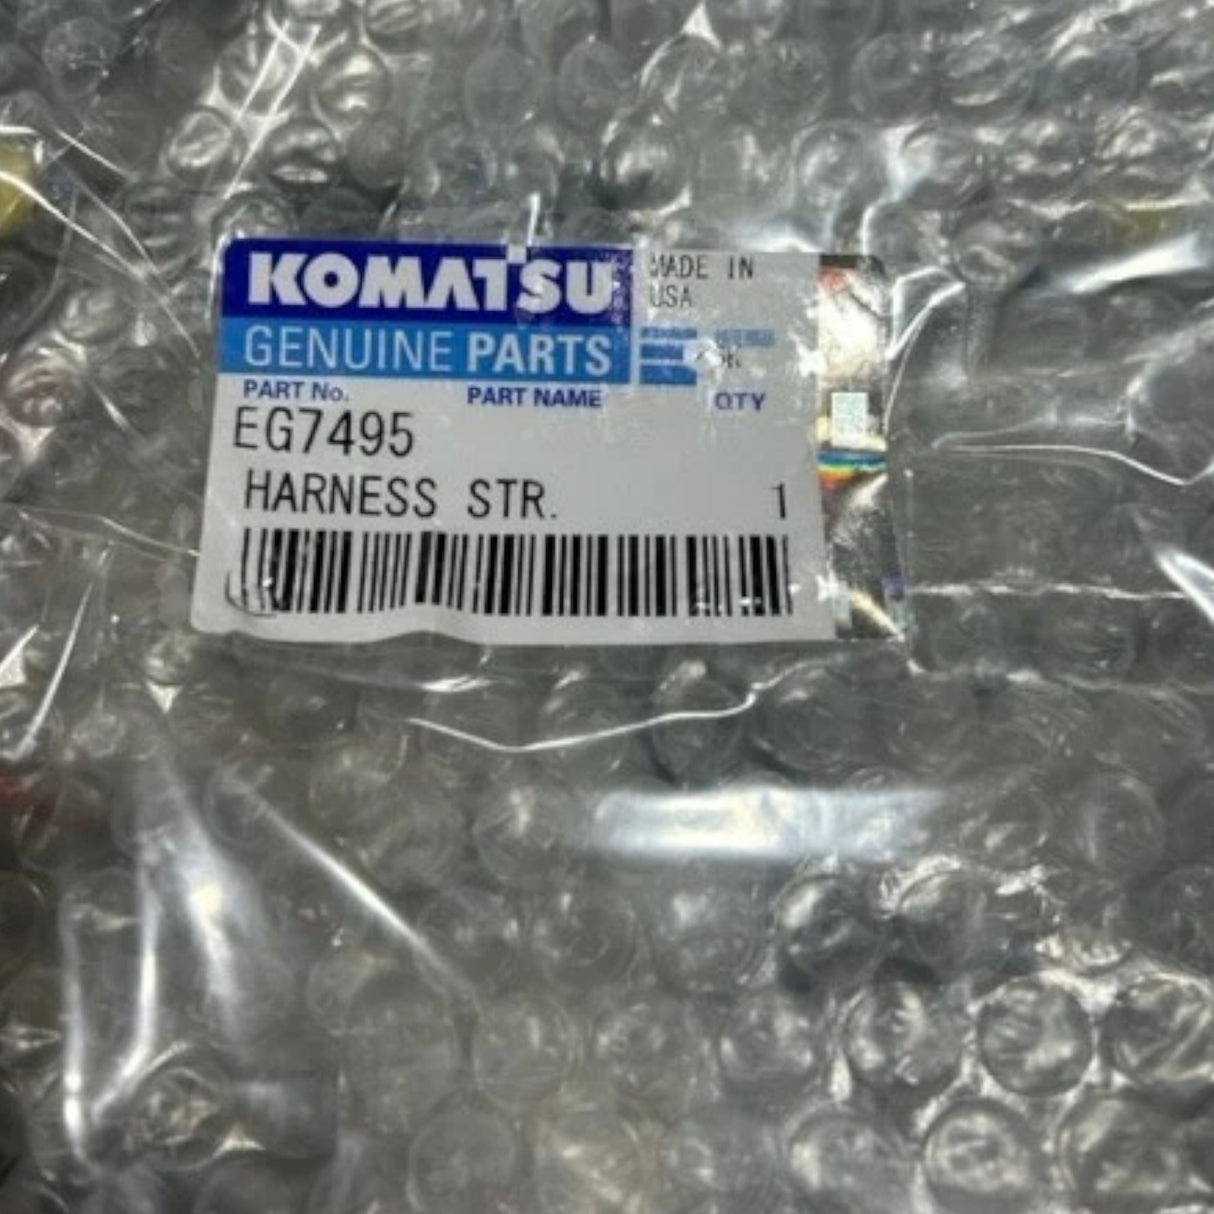 KOMATSU
MADE IN
USA
GENUINE PARTS
PART No. PART NAME QTY
EG7495
HARNESS STR. 1